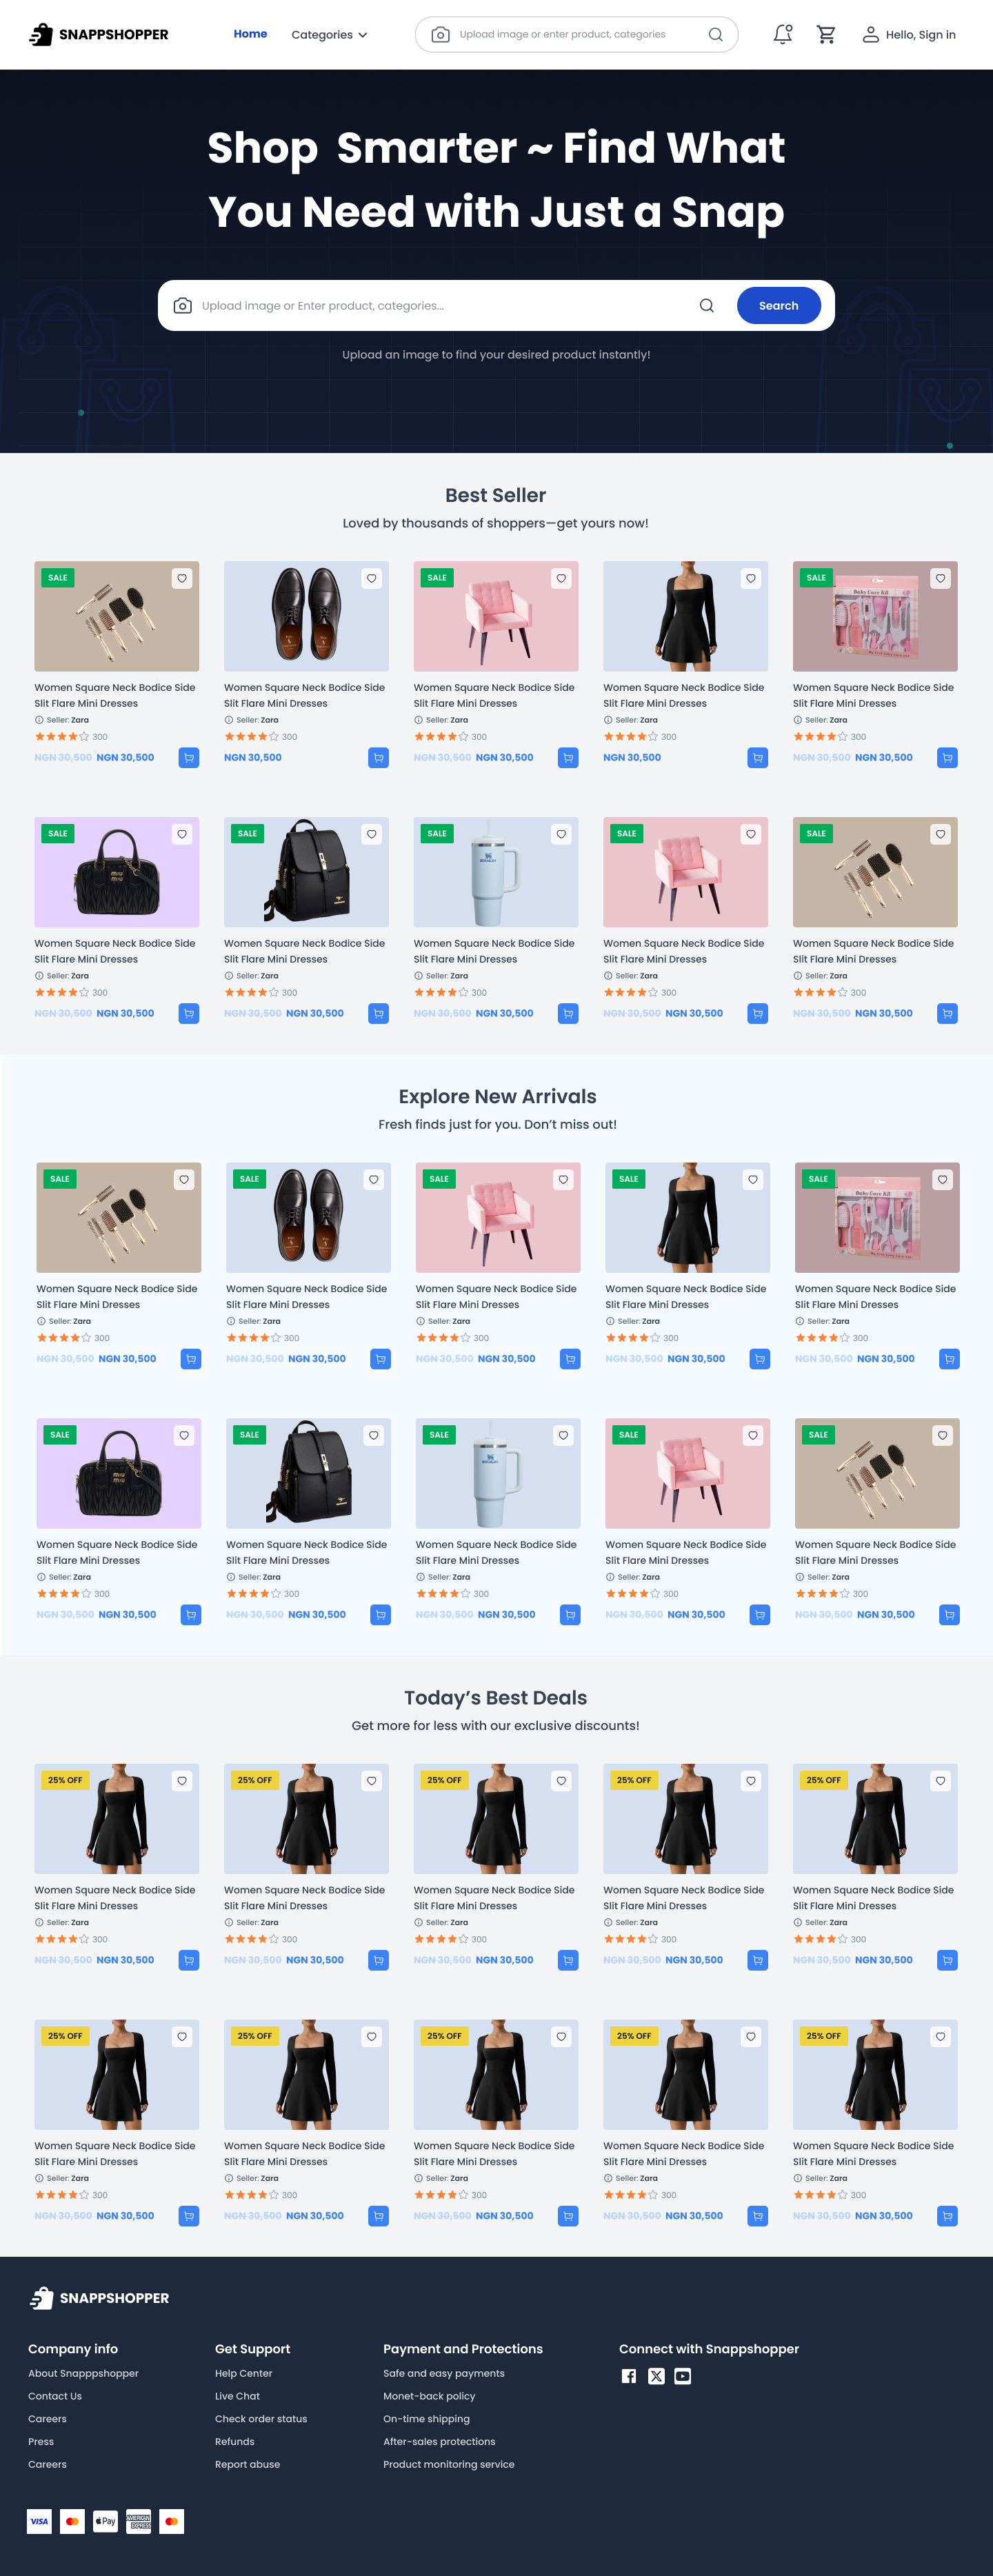 SNAPPSHOPPER
Home
Categories
Upload image or enter product, categories
Hello, Sign in
Shop Smarter ~ Find What
You Need with Just a Snap
Upload image or Enter product, categories...
Search
Upload an image to find your desired product instantly!
Best Seller
Loved by thousands of shoppers—get yours now!
SALE
Women Square Neck Bodice Side
Slit Flare Mini Dresses
Seller: Zara
300
NGN 30,500 NGN 30,500
Women Square Neck Bodice Side
Slit Flare Mini Dresses
Seller: Zara
300
NGN 30,500
SALE
Women Square Neck Bodice Side
Slit Flare Mini Dresses
Seller: Zara
300
NGN 30,500 NGN 30,500
Women Square Neck Bodice Side
Slit Flare Mini Dresses
Seller: Zara
300
NGN 30,500
SALE
Baby Care Kit
Women Square Neck Bodice Side
Slit Flare Mini Dresses
Seller: Zara
300
NGN 30,500 NGN 30,500
SALE
miu
miu
Women Square Neck Bodice Side
Slit Flare Mini Dresses
Seller: Zara
300
NGN 30,500 NGN 30,500
SALE
Women Square Neck Bodice Side
Slit Flare Mini Dresses
Seller: Zara
300
NGN 30,500 NGN 30,500
SALE
Women Square Neck Bodice Side
Slit Flare Mini Dresses
Seller: Zara
300
NGN 30,500 NGN 30,500
SALE
Women Square Neck Bodice Side
Slit Flare Mini Dresses
Seller: Zara
300
NGN 30,500 NGN 30,500
SALE
Women Square Neck Bodice Side
Slit Flare Mini Dresses
Seller: Zara
300
NGN 30,500 NGN 30,500
Explore New Arrivals
Fresh finds just for you. Don’t miss out!
SALE
Women Square Neck Bodice Side
Slit Flare Mini Dresses
Seller: Zara
300
NGN 30,500 NGN 30,500
SALE
Women Square Neck Bodice Side
Slit Flare Mini Dresses
Seller: Zara
300
NGN 30,500 NGN 30,500
SALE
Women Square Neck Bodice Side
Slit Flare Mini Dresses
Seller: Zara
300
NGN 30,500 NGN 30,500
SALE
Women Square Neck Bodice Side
Slit Flare Mini Dresses
Seller: Zara
300
NGN 30,500 NGN 30,500
SALE
Baby Care Kit
Women Square Neck Bodice Side
Slit Flare Mini Dresses
Seller: Zara
300
NGN 30,500 NGN 30,500
SALE
miu
miu
Women Square Neck Bodice Side
Slit Flare Mini Dresses
Seller: Zara
300
NGN 30,500 NGN 30,500
SALE
Women Square Neck Bodice Side
Slit Flare Mini Dresses
Seller: Zara
300
NGN 30,500 NGN 30,500
SALE
Women Square Neck Bodice Side
Slit Flare Mini Dresses
Seller: Zara
300
NGN 30,500 NGN 30,500
SALE
Women Square Neck Bodice Side
Slit Flare Mini Dresses
Seller: Zara
300
NGN 30,500 NGN 30,500
SALE
Women Square Neck Bodice Side
Slit Flare Mini Dresses
Seller: Zara
300
NGN 30,500 NGN 30,500
Today’s Best Deals
Get more for less with our exclusive discounts!
25% OFF
Women Square Neck Bodice Side
Slit Flare Mini Dresses
Seller: Zara
300
NGN 30,500 NGN 30,500
25% OFF
Women Square Neck Bodice Side
Slit Flare Mini Dresses
Seller: Zara
300
NGN 30,500 NGN 30,500
25% OFF
Women Square Neck Bodice Side
Slit Flare Mini Dresses
Seller: Zara
300
NGN 30,500 NGN 30,500
25% OFF
Women Square Neck Bodice Side
Slit Flare Mini Dresses
Seller: Zara
300
NGN 30,500 NGN 30,500
25% OFF
Women Square Neck Bodice Side
Slit Flare Mini Dresses
Seller: Zara
300
NGN 30,500 NGN 30,500
25% OFF
Women Square Neck Bodice Side
Slit Flare Mini Dresses
Seller: Zara
300
NGN 30,500 NGN 30,500
25% OFF
Women Square Neck Bodice Side
Slit Flare Mini Dresses
Seller: Zara
300
NGN 30,500 NGN 30,500
25% OFF
Women Square Neck Bodice Side
Slit Flare Mini Dresses
Seller: Zara
300
NGN 30,500 NGN 30,500
25% OFF
Women Square Neck Bodice Side
Slit Flare Mini Dresses
Seller: Zara
300
NGN 30,500 NGN 30,500
25% OFF
Women Square Neck Bodice Side
Slit Flare Mini Dresses
Seller: Zara
300
NGN 30,500 NGN 30,500
SNAPPSHOPPER
Company info
About Snapppshopper
Contact Us
Careers
Press
Careers
Get Support
Help Center
Live Chat
Check order status
Refunds
Report abuse
Payment and Protections
Safe and easy payments
Monet-back policy
On-time shipping
After-sales protections
Product monitoring service
Connect with Snappshopper
VISA
Pay
AMERICAN
EXPRESS